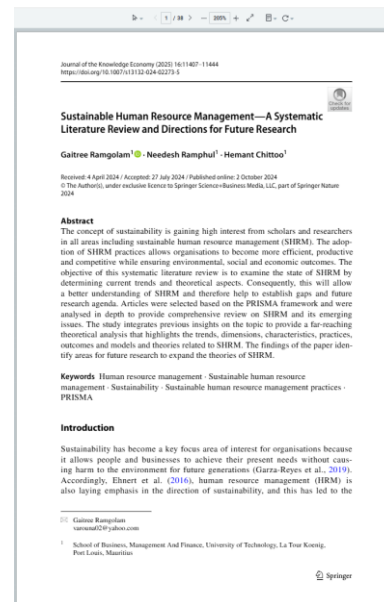 1 / 38
205%
Journal of the Knowledge Economy (2025) 16:11407–11444
https://doi.org/10.1007/s13132-024-02273-5
Check for
updates
Sustainable Human Resource Management—A Systematic
Literature Review and Directions for Future Research
Gaitree Ramgolam1 · Needesh Ramphul1 · Hemant Chittoo1
Received: 4 April 2024 / Accepted: 27 July 2024 / Published online: 2 October 2024
© The Author(s), under exclusive licence to Springer Science+Business Media, LLC, part of Springer Nature
2024
Abstract
The concept of sustainability is gaining high interest from scholars and researchers
in all areas including sustainable human resource management (SHRM). The adop-
tion of SHRM practices allows organisations to become more efficient, productive
and competitive while ensuring environmental, social and economic outcomes. The
objective of this systematic literature review is to examine the state of SHRM by
determining current trends and theoretical aspects. Consequently, this will allow
a better understanding of SHRM and therefore help to establish gaps and future
research agenda. Articles were selected based on the PRISMA framework and were
analysed in depth to provide comprehensive review on SHRM and its emerging
issues. The study integrates previous insights on the topic to provide a far-reaching
theoretical analysis that highlights the trends, dimensions, characteristics, practices,
outcomes and models and theories related to SHRM. The findings of the paper iden-
tify areas for future research to expand the theories of SHRM.
Keywords Human resource management · Sustainable human resource
management · Sustainability · Sustainable human resource management practices ·
PRISMA
Introduction
Sustainability has become a key focus area of interest for organisations because
it allows people and businesses to achieve their present needs without caus-
ing harm to the environment for future generations (Garza-Reyes et al., 2019).
Accordingly, Ehnert et al. (2016), human resource management (HRM) is
also laying emphasis in the direction of sustainability, and this has led to the
Gaitree Ramgolam
varouna02@yahoo.com
1 School of Business, Management And Finance, University of Technology, La Tour Koenig,
Port Louis, Mauritius
Springer